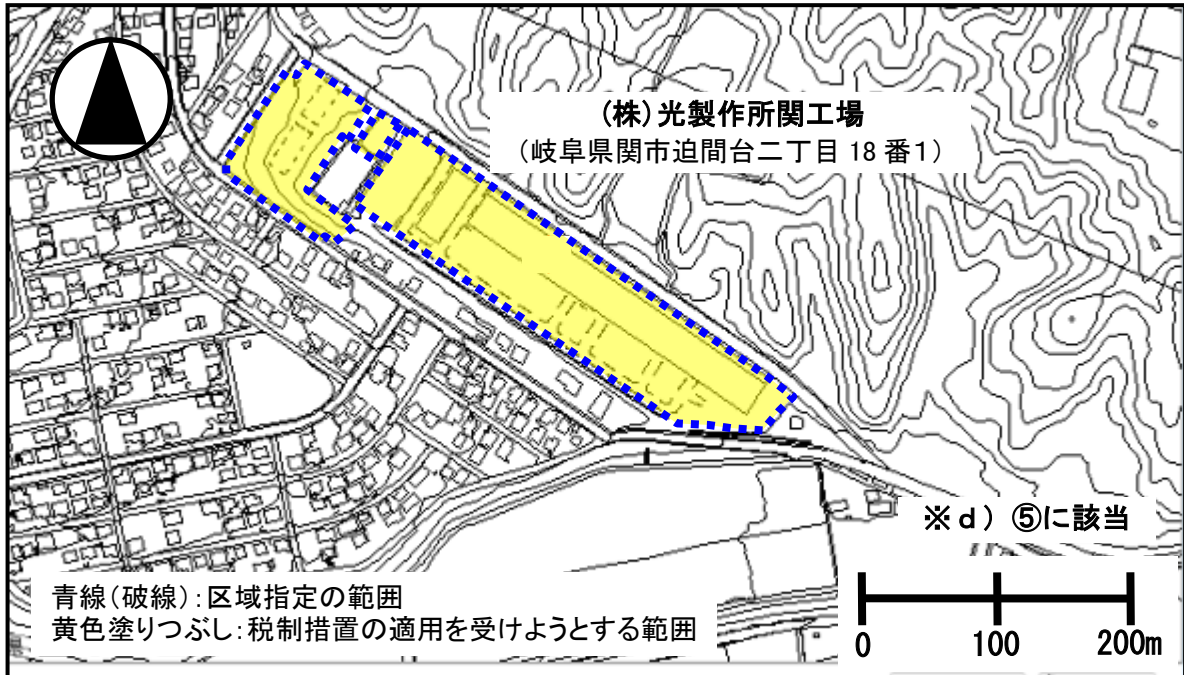 (株)光製作所関工場
(岐阜県関市迫間台二丁目 18 番1)
※d) ⑤に該当
青線(破線):区域指定の範囲
黄色塗りつぶし:税制措置の適用を受けようとする範囲
0 100 200m